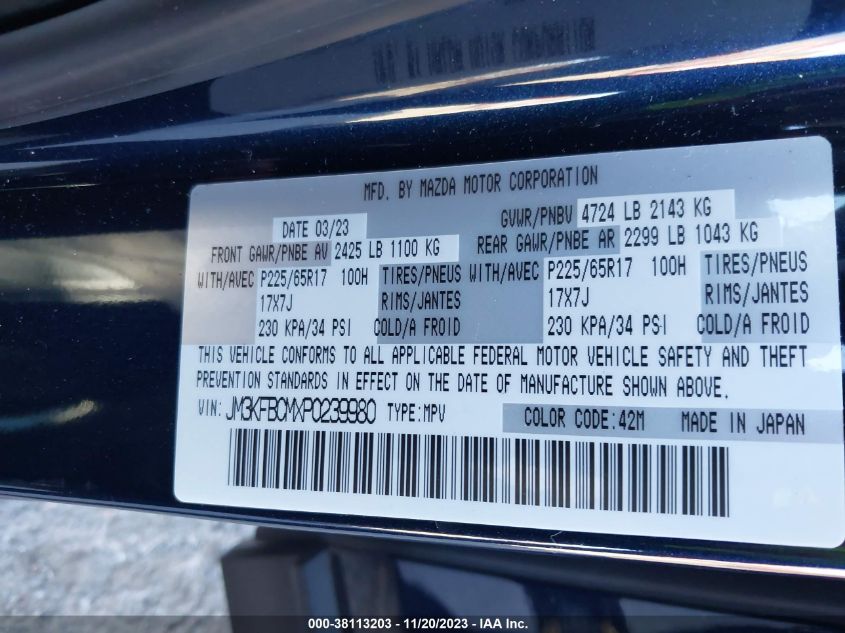 MFD. BY MAZDA MOTOR CORPORATION
DATE 03/23 GVWR/PNBV 4724 LB 2143 KG
FRONT GAWR/PNBE AV 2425 LB 1100 KG REAR GAWR/PNBE AR 2299 LB 1043 KG
WITH/AVEC P225/65R17 100H TIRES/PNEUS WITH/AVEC P225/65R17 100H TIRES/PNEUS
17X7J RIMS/JANTES 17X7J RIMS/JANTES
230 KPA/34 PSI COLD/A FROID 230 KPA/34 PSI COLD/A FROID
THIS VEHICLE CONFORMS TO ALL APPLICABLE FEDERAL MOTOR VEHICLE SAFETY AND THEFT
PREVENTION STANDARDS IN EFFECT ON THE DATE OF MANUFACTURE SHOWN ABOVE.
VIN: JM3KFBCMXP0239980 TYPE:MPV COLOR CODE:42M MADE IN JAPAN
000-38113203 - 11/20/2023 - IAA Inc.